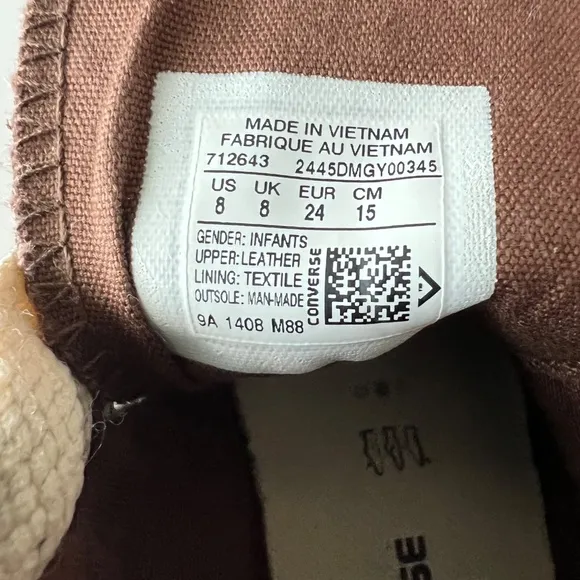 MADE IN VIETNAM
FABRIQUE AU VIETNAM
712643 2445DMGY00345
US UK EUR CM
8 8 24 15
GENDER: INFANTS
UPPER: LEATHER
LINING: TEXTILE
OUTSOLE: MAN-MADE
9A 1408 M88
CONVERSE